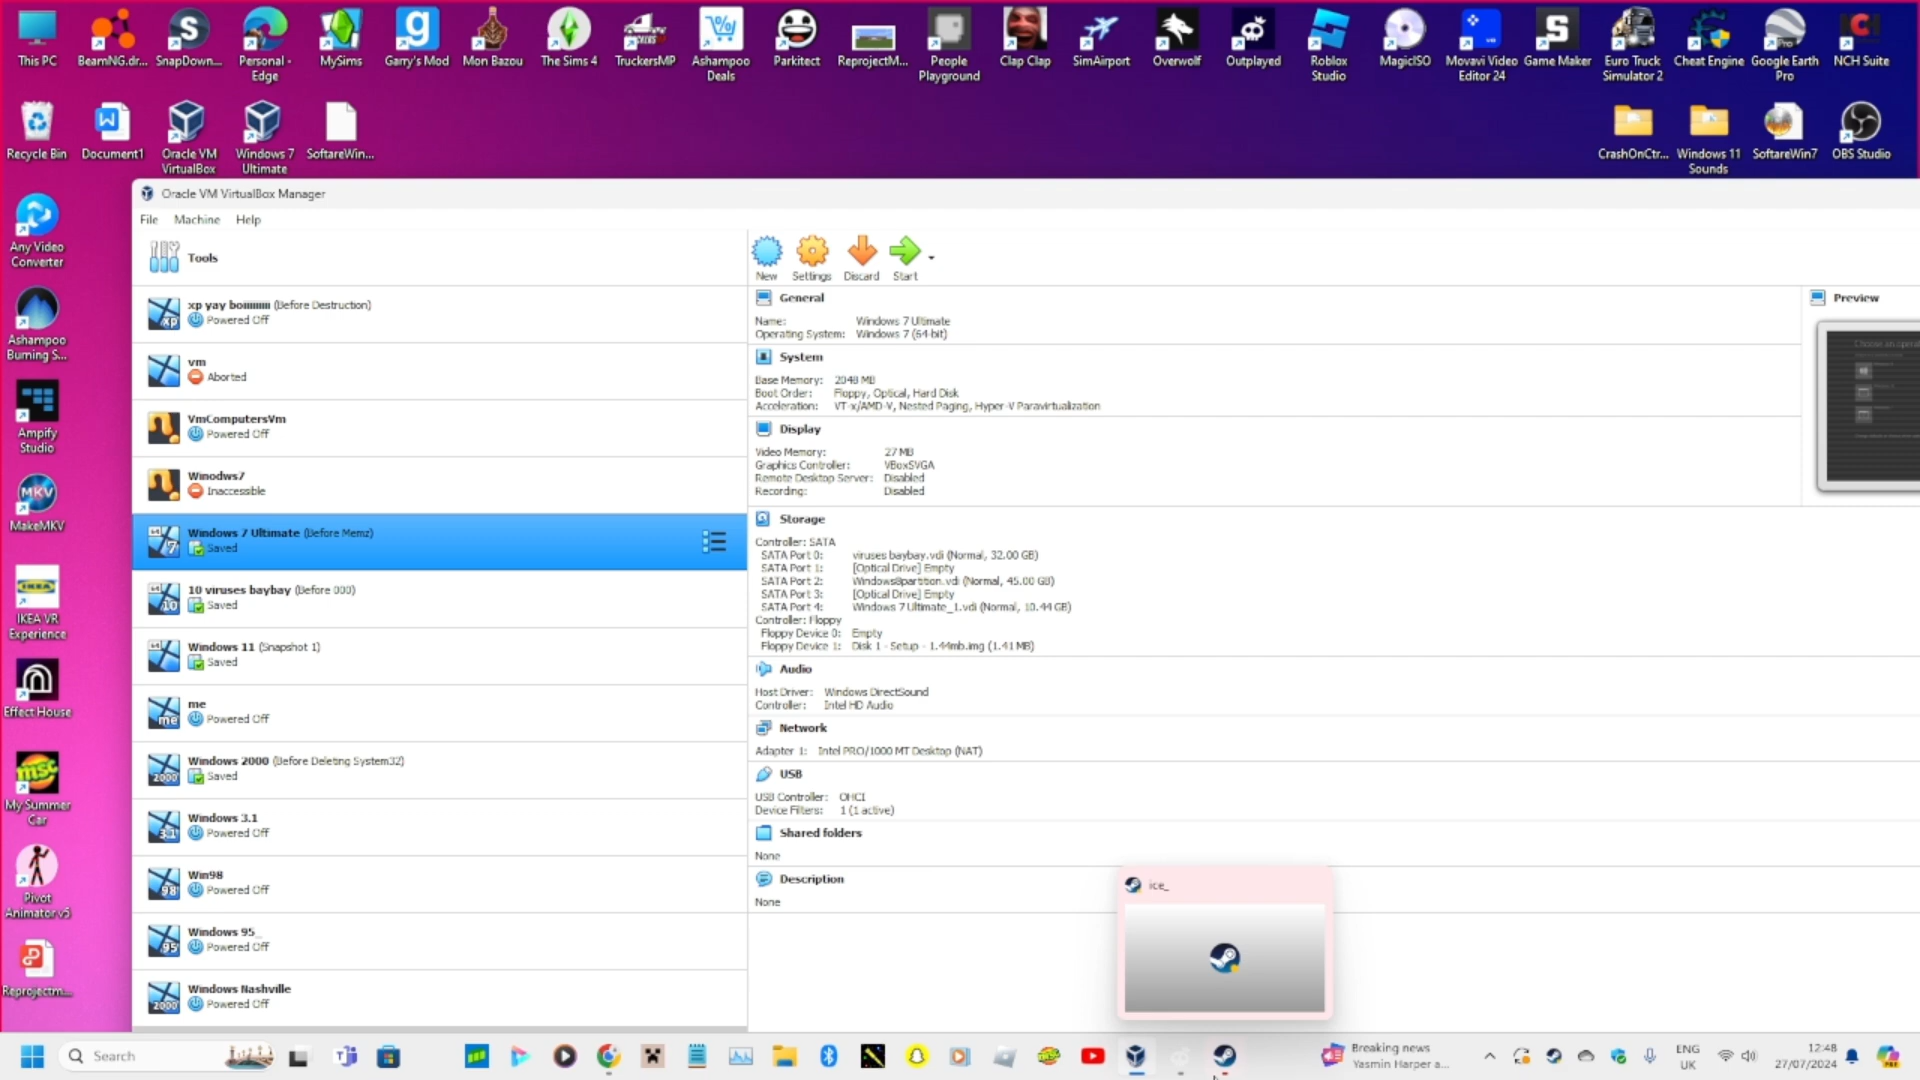 This PC
BeamNG.dr...
SnapDown...
Personal - Edge
MySims
Garry's Mod
Mon Bazou
The Sims 4
TruckersMP
Ashampoo Deals
Parkitect
ReprojectM...
People Playground
Clap Clap
SimAirport
Overwolf
Outplayed
Roblox Studio
MagicISO
Movavi Video Editor 24
Game Maker
Euro Truck Simulator 2
Cheat Engine
Google Earth Pro
NCH Suite
Recycle Bin
Document1
Oracle VM VirtualBox
Windows 7 Ultimate
SoftareWin...
CrashOnCtr...
Windows 11 Sounds
SoftareWin7
OBS Studio
Any Video Converter
Ashampoo Burning S...
Ampify Studio
MKV
MakeMKV
IKEA
IKEA VR Experience
Effect House
msc
My Summer Car
Pivot Animator v5
Reprojectm...
Oracle VM VirtualBox Manager
File Machine Help
Tools
xp yay boiiiiiiiii (Before Destruction)
Powered Off
vm
Aborted
VmComputersVm
Powered Off
Winodws7
Inaccessible
Windows 7 Ultimate (Before Memz)
Saved
10 viruses baybay (Before 000)
Saved
Windows 11 (Snapshot 1)
Saved
me
Powered Off
Windows 2000 (Before Deleting System32)
Saved
Windows 3.1
Powered Off
Win98
Powered Off
Windows 95_
Powered Off
Windows Nashville
Powered Off
New Settings Discard Start
General
Name: Windows 7 Ultimate
Operating System: Windows 7 (64-bit)
System
Base Memory: 2048 MB
Boot Order: Floppy, Optical, Hard Disk
Acceleration: VT-x/AMD-V, Nested Paging, Hyper-V Paravirtualization
Display
Video Memory: 27 MB
Graphics Controller: VBoxSVGA
Remote Desktop Server: Disabled
Recording: Disabled
Storage
Controller: SATA
SATA Port 0: viruses baybay.vdi (Normal, 32.00 GB)
SATA Port 1: [Optical Drive] Empty
SATA Port 2: Windows8partition.vdi (Normal, 45.00 GB)
SATA Port 3: [Optical Drive] Empty
SATA Port 4: Windows 7 Ultimate_1.vdi (Normal, 10.44 GB)
Controller: Floppy
Floppy Device 0: Empty
Floppy Device 1: Disk 1 - Setup - 1.44mb.img (1.41 MB)
Audio
Host Driver: Windows DirectSound
Controller: Intel HD Audio
Network
Adapter 1: Intel PRO/1000 MT Desktop (NAT)
USB
USB Controller: OHCI
Device Filters: 1 (1 active)
Shared folders
None
Description
None
Preview
Choose an opera
ice_
Search
Breaking news
Yasmin Harper a...
ENG
UK
12:48
27/07/2024